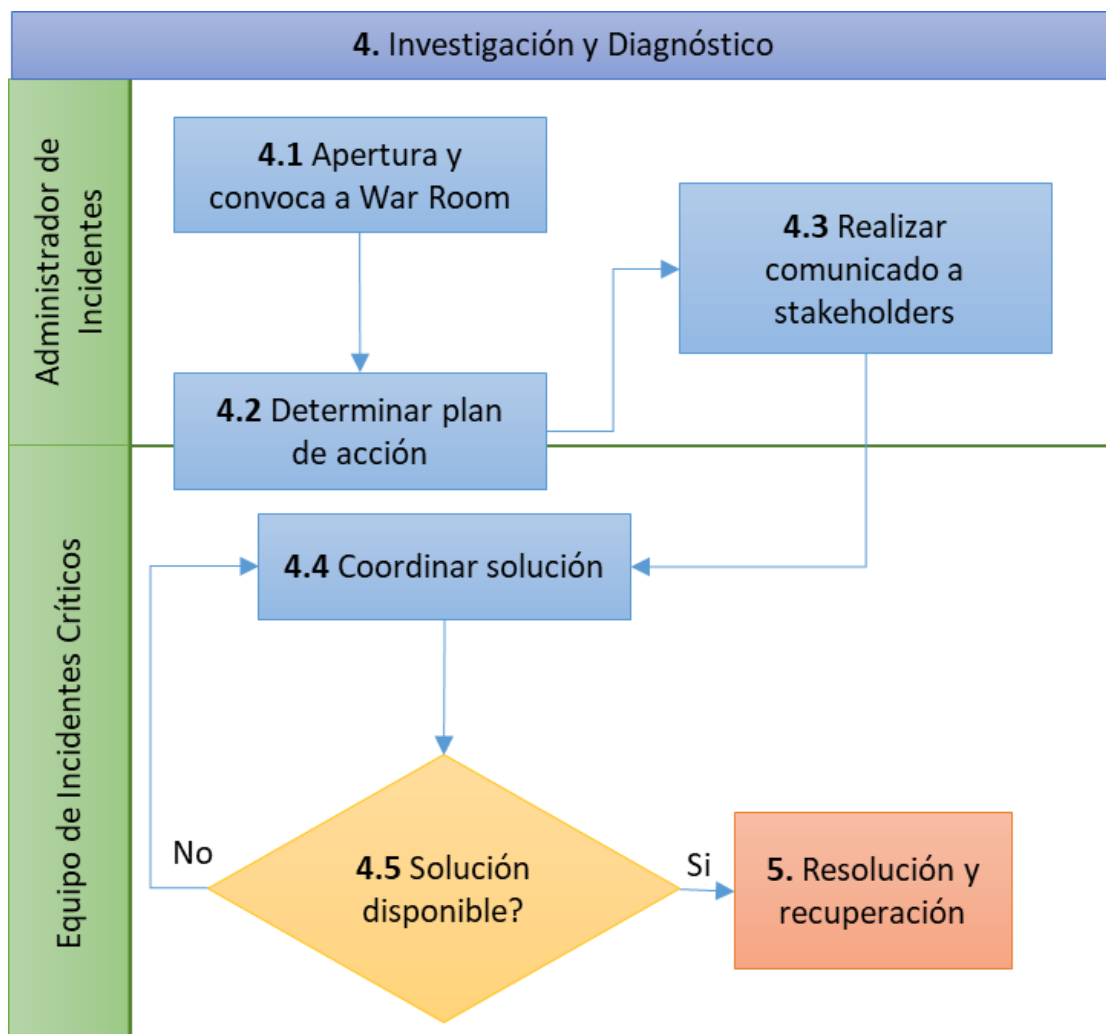 4. Investigación y Diagnóstico
Administrador de
Incidentes
4.1 Apertura y
convoca a War Room
4.3 Realizar
comunicado a
stakeholders
4.2 Determinar plan
de acción
Equipo de Incidentes Críticos
4.4 Coordinar solución
No
4.5 Solución
disponible?
Si
5. Resolución y
recuperación